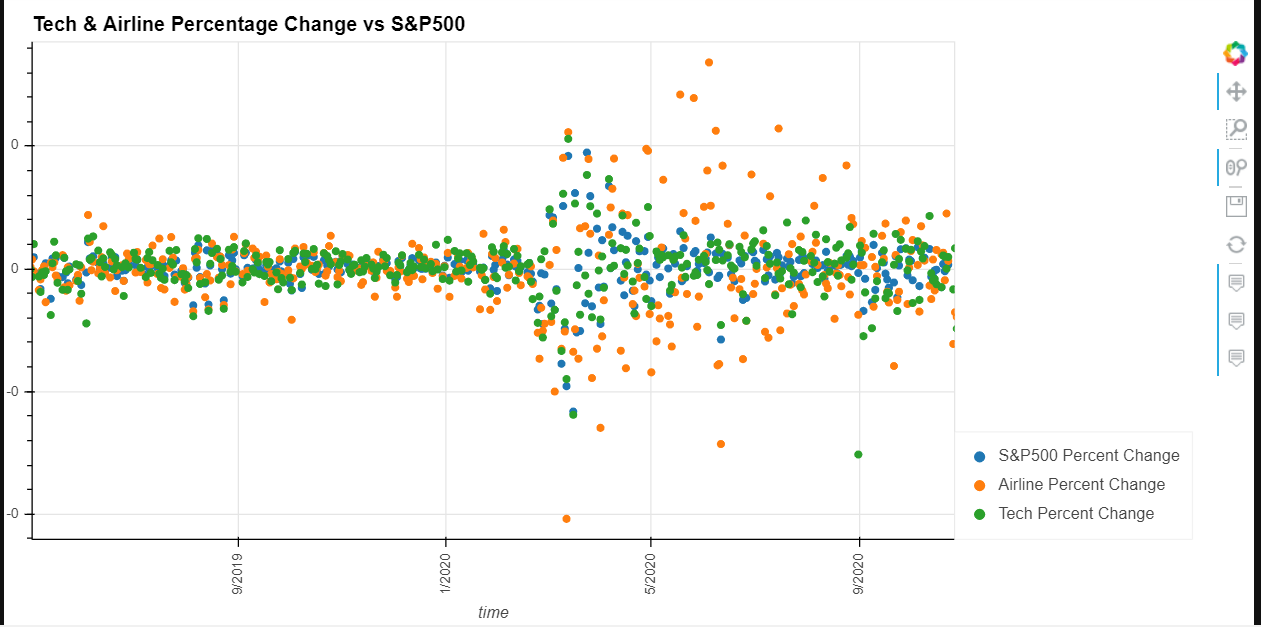 Tech & Airline Percentage Change vs S&P500
0
0
-0
-0
9/2019
1/2020
5/2020
9/2020
time
S&P500 Percent Change
Airline Percent Change
Tech Percent Change